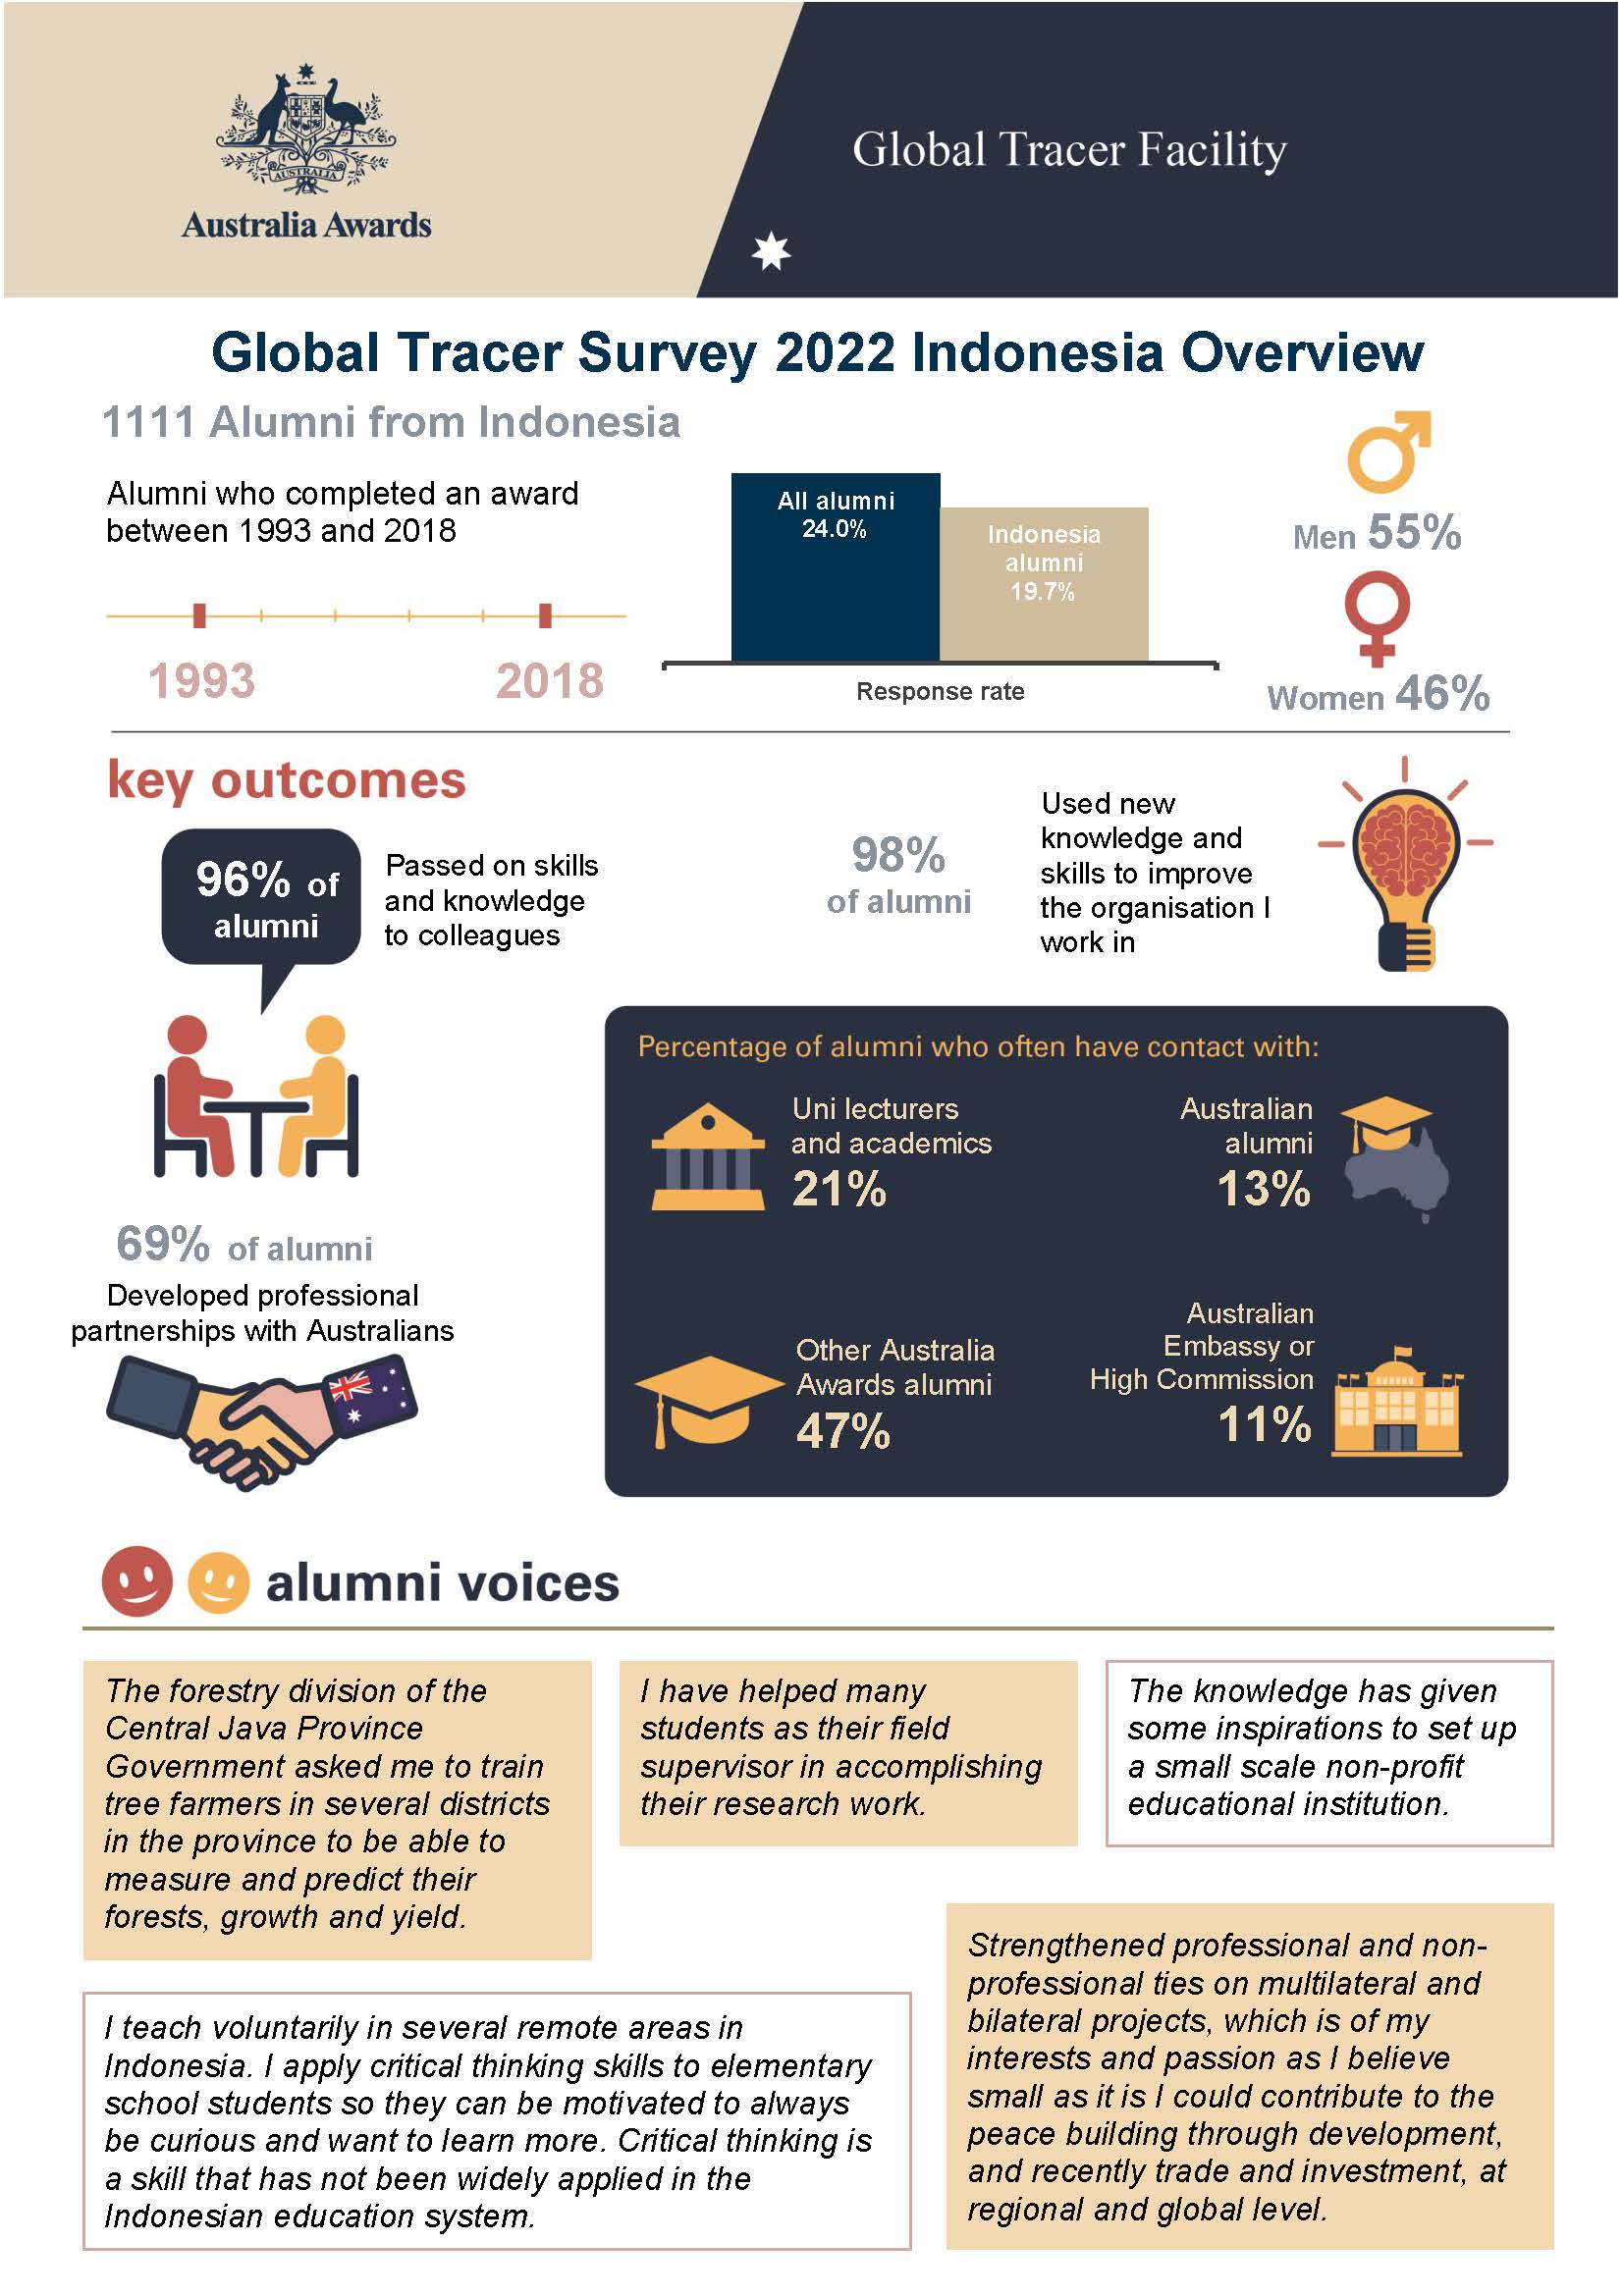 AUSTRALIA
Australia Awards
Global Tracer Facility
Global Tracer Survey 2022 Indonesia Overview
1111 Alumni from Indonesia
Alumni who completed an award
between 1993 and 2018
1993
2018
All alumni
24.0%
Indonesia
alumni
19.7%
Response rate
Men 55%
Women 46%
key outcomes
96% of
alumni
Passed on skills
and knowledge
to colleagues
98%
of alumni
Used new
knowledge and
skills to improve
the organisation I
work in
69% of alumni
Developed professional
partnerships with Australians
Percentage of alumni who often have contact with:
Uni lecturers
and academics
21%
Australian
alumni
13%
Other Australia
Awards alumni
47%
Australian
Embassy or
High Commission
11%
alumni voices
The forestry division of the
Central Java Province
Government asked me to train
tree farmers in several districts
in the province to be able to
measure and predict their
forests, growth and yield.
I have helped many
students as their field
supervisor in accomplishing
their research work.
The knowledge has given
some inspirations to set up
a small scale non-profit
educational institution.
I teach voluntarily in several remote areas in
Indonesia. I apply critical thinking skills to elementary
school students so they can be motivated to always
be curious and want to learn more. Critical thinking is
a skill that has not been widely applied in the
Indonesian education system.
Strengthened professional and non-
professional ties on multilateral and
bilateral projects, which is of my
interests and passion as I believe
small as it is I could contribute to the
peace building through development,
and recently trade and investment, at
regional and global level.